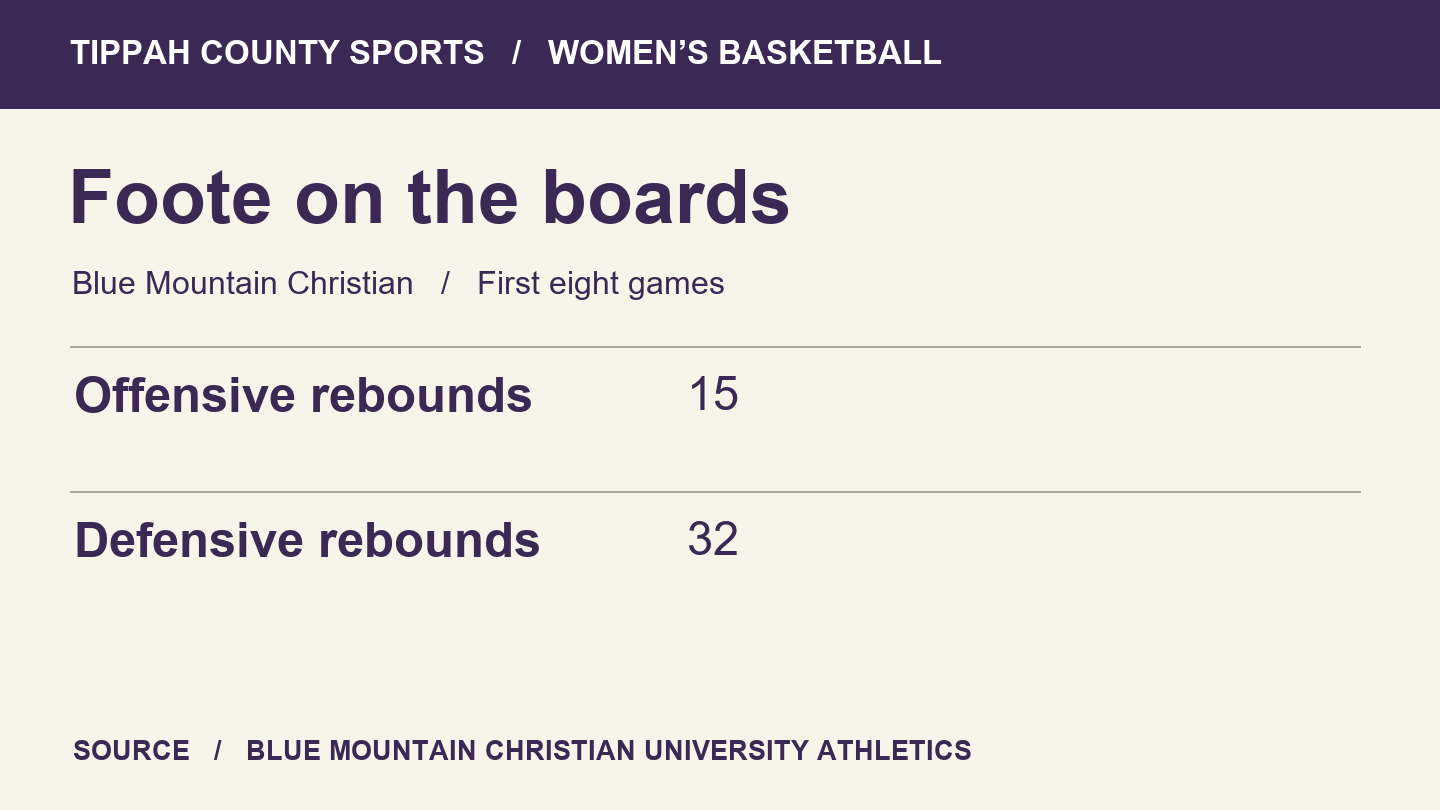 TIPPAH COUNTY SPORTS / WOMEN’S BASKETBALL
Foote on the boards
Blue Mountain Christian / First eight games
Offensive rebounds 15
Defensive rebounds 32
SOURCE / BLUE MOUNTAIN CHRISTIAN UNIVERSITY ATHLETICS